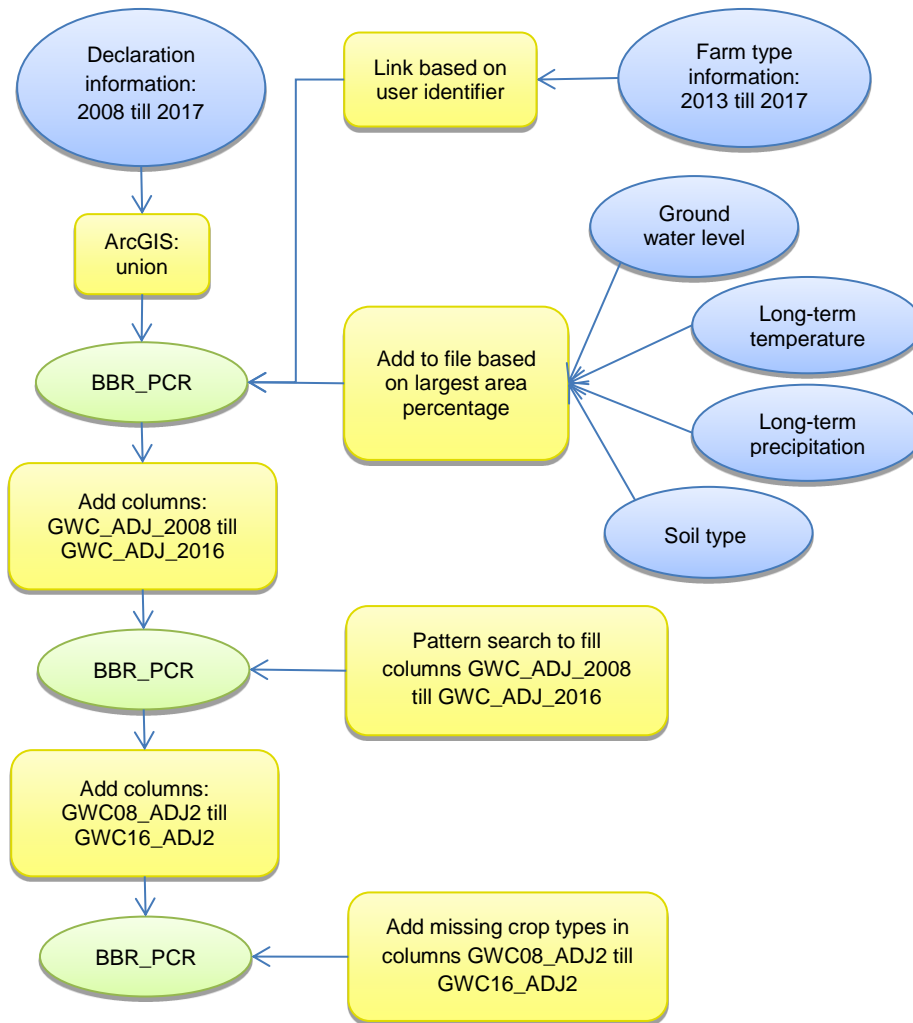 Declaration
information:
2008 till 2017
Link based on
user identifier
Farm type
information:
2013 till 2017
ArcGIS:
union
Ground
water level
Long-term
temperature
BBR_PCR
Add to file based
on largest area
percentage
Long-term
precipitation
Add columns:
GWC_ADJ_2008 till
GWC_ADJ_2016
Soil type
BBR_PCR
Pattern search to fill
columns GWC_ADJ_2008
till GWC_ADJ_2016
Add columns:
GWC08_ADJ2 till
GWC16_ADJ2
BBR_PCR
Add missing crop types in
columns GWC08_ADJ2 till
GWC16_ADJ2